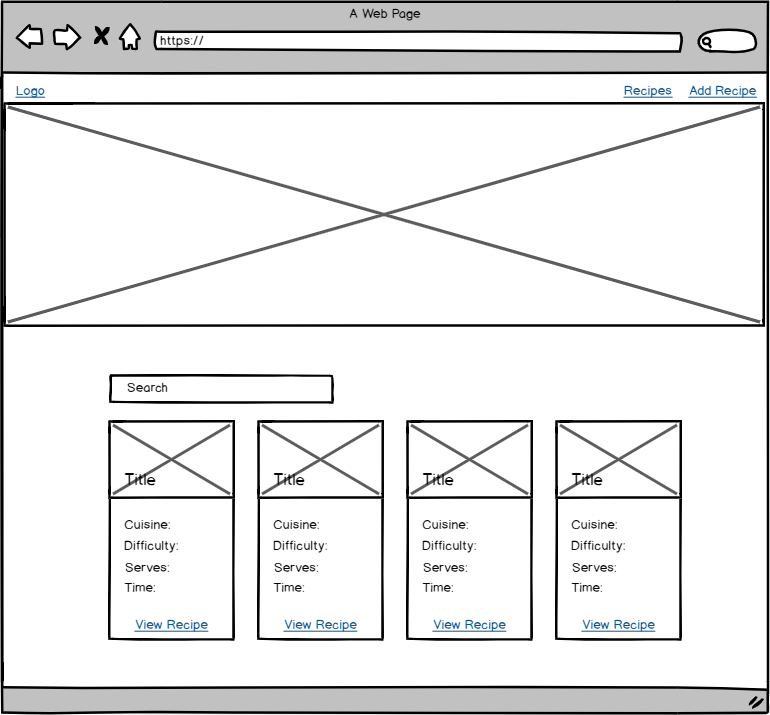 A Web Page
https://
Logo Recipes Add Recipe
Search
Title Title Title Title
Cuisine: Cuisine: Cuisine: Cuisine:
Difficulty: Difficulty: Difficulty: Difficulty:
Serves: Serves: Serves: Serves:
Time: Time: Time: Time:
View Recipe View Recipe View Recipe View Recipe